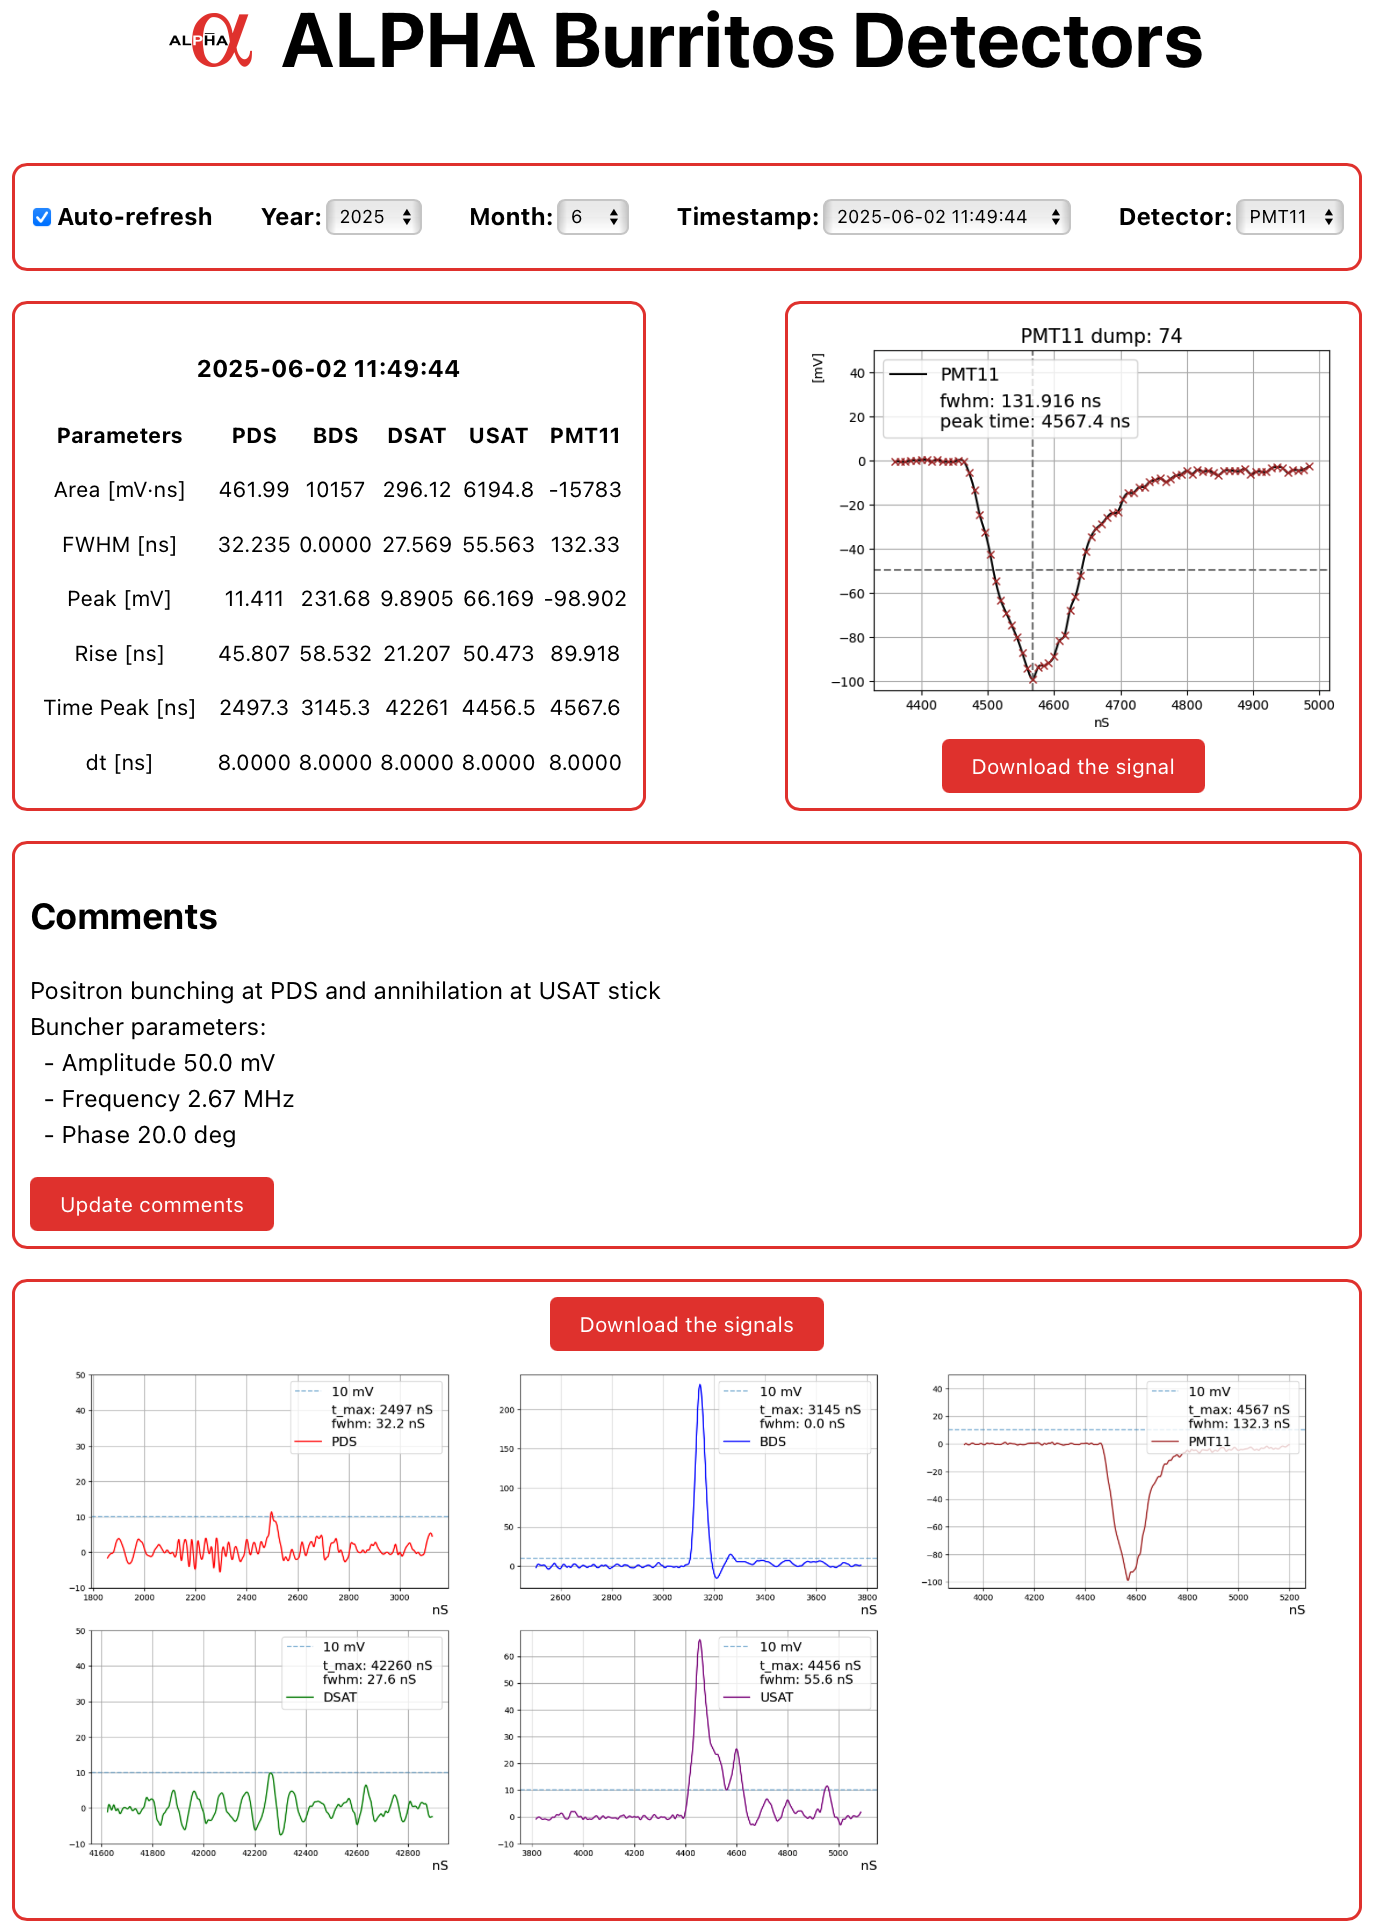 ALPHA
ALPHA Burritos Detectors
Auto-refresh Year: 2025 Month: 6 Timestamp: 2025-06-02 11:49:44 Detector: PMT11
2025-06-02 11:49:44
Parameters PDS BDS DSAT USAT PMT11
Area [mV·ns] 461.99 10157 296.12 6194.8 -15783
FWHM [ns] 32.235 0.0000 27.569 55.563 132.33
Peak [mV] 11.411 231.68 9.8905 66.169 -98.902
Rise [ns] 45.807 58.532 21.207 50.473 89.918
Time Peak [ns] 2497.3 3145.3 42261 4456.5 4567.6
dt [ns] 8.0000 8.0000 8.0000 8.0000 8.0000
PMT11 dump: 74
[mV]
PMT11
fwhm: 131.916 ns
peak time: 4567.4 ns
40
20
0
−20
−40
−60
−80
−100
4400 4500 4600 4700 4800 4900 5000
nS
Download the signal
Comments
Positron bunching at PDS and annihilation at USAT stick
Buncher parameters:
- Amplitude 50.0 mV
- Frequency 2.67 MHz
- Phase 20.0 deg
Update comments
Download the signals
50
40
30
20
10
0
−10
10 mV
t_max: 2497 nS
fwhm: 32.2 nS
PDS
1800 2000 2200 2400 2600 2800 3000
nS
200
150
100
50
0
10 mV
t_max: 3145 nS
fwhm: 0.0 nS
BDS
2600 2800 3000 3200 3400 3600 3800
nS
40
20
0
−20
−40
−60
−80
−100
10 mV
t_max: 4567 nS
fwhm: 132.3 nS
PMT11
4000 4200 4400 4600 4800 5000 5200
nS
50
40
30
20
10
0
−10
10 mV
t_max: 42260 nS
fwhm: 27.6 nS
DSAT
41600 41800 42000 42200 42400 42600 42800
nS
60
50
40
30
20
10
0
−10
10 mV
t_max: 4456 nS
fwhm: 55.6 nS
USAT
3800 4000 4200 4400 4600 4800 5000
nS